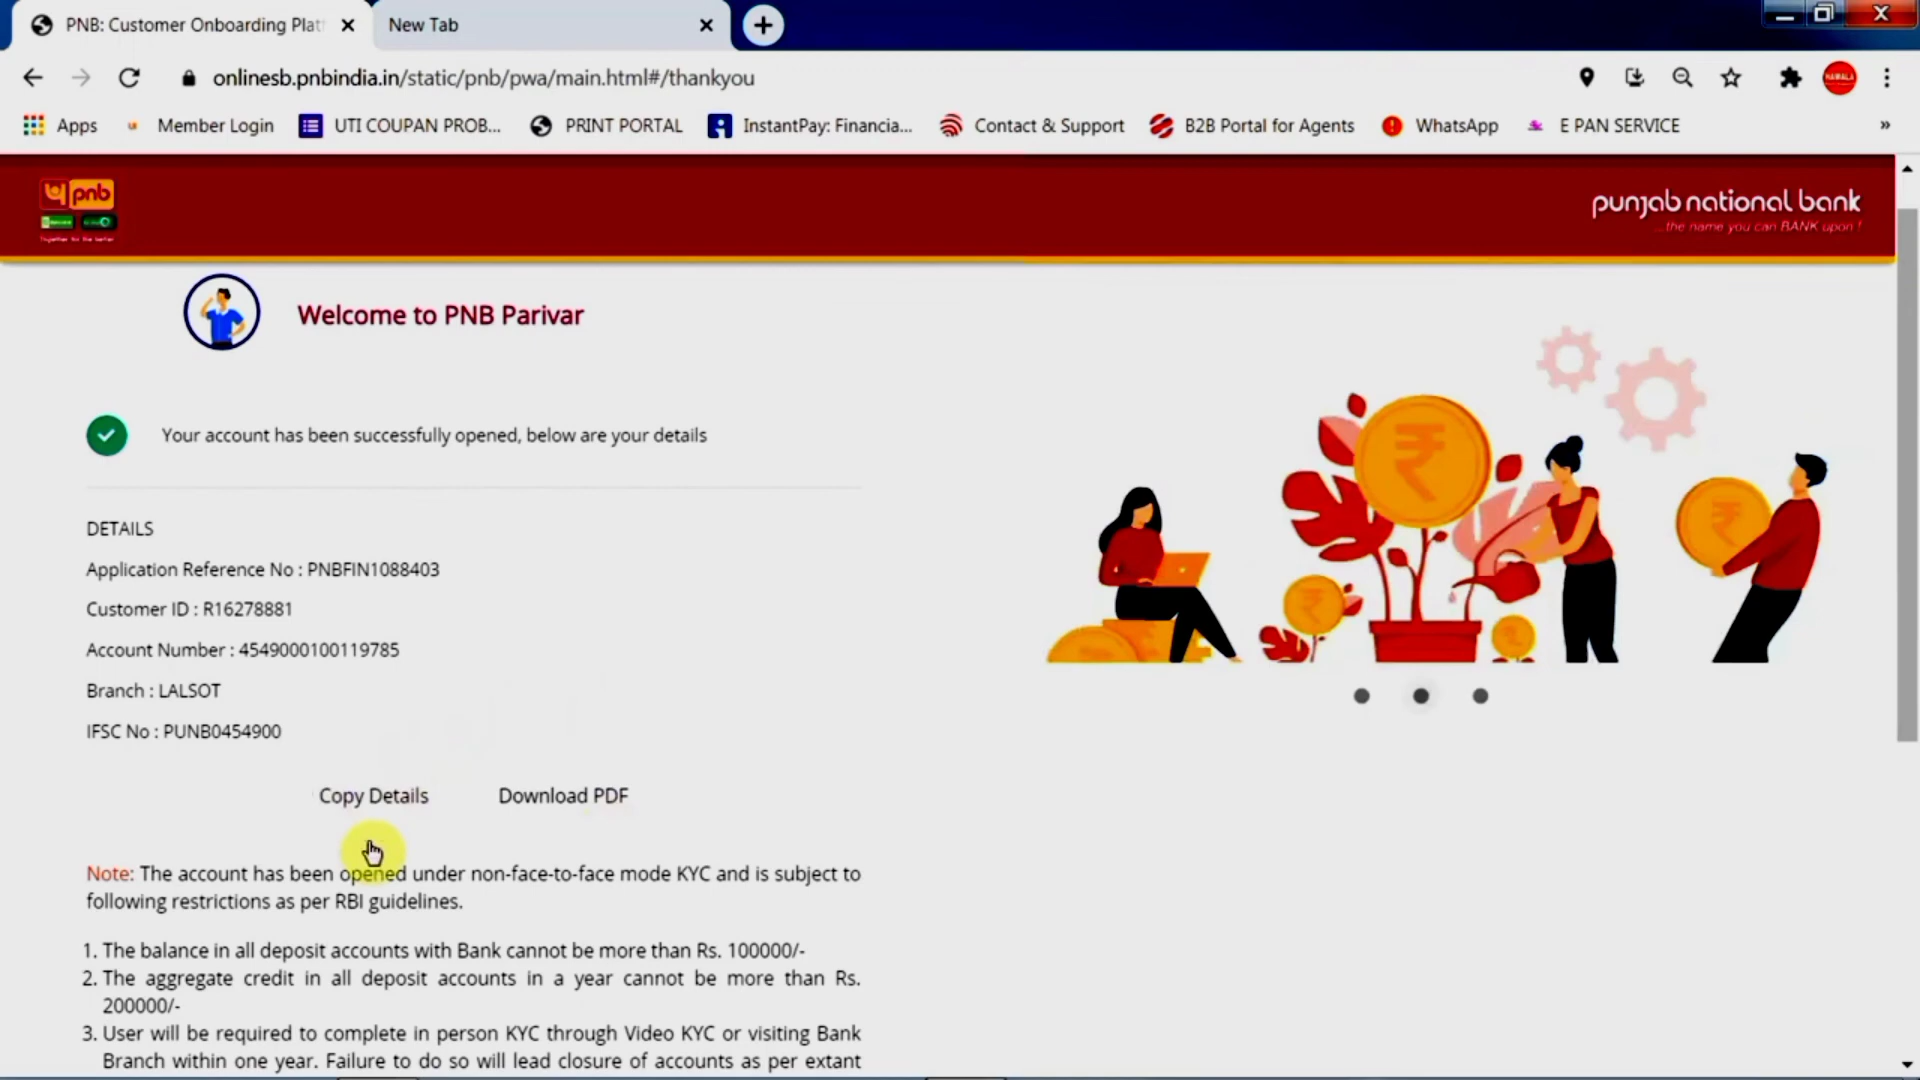 PNB: Customer Onboarding Plat
New Tab
onlinesb.pnbindia.in/static/pnb/pwa/main.html#/thankyou
Apps
Member Login
UTI COUPAN PROB...
PRINT PORTAL
InstantPay: Financia...
Contact & Support
B2B Portal for Agents
WhatsApp
E PAN SERVICE
»
pnb
Together for the better
punjab national bank
...the name you can BANK upon !
Welcome to PNB Parivar
Your account has been successfully opened, below are your details
DETAILS
Application Reference No : PNBFIN1088403
Customer ID : R16278881
Account Number : 4549000100119785
Branch : LALSOT
IFSC No : PUNB0454900
Copy Details
Download PDF
Note: The account has been opened under non-face-to-face mode KYC and is subject to
following restrictions as per RBI guidelines.
1. The balance in all deposit accounts with Bank cannot be more than Rs. 100000/-
2. The aggregate credit in all deposit accounts in a year cannot be more than Rs.
200000/-
3. User will be required to complete in person KYC through Video KYC or visiting Bank
Branch within one year. Failure to do so will lead closure of accounts as per extant